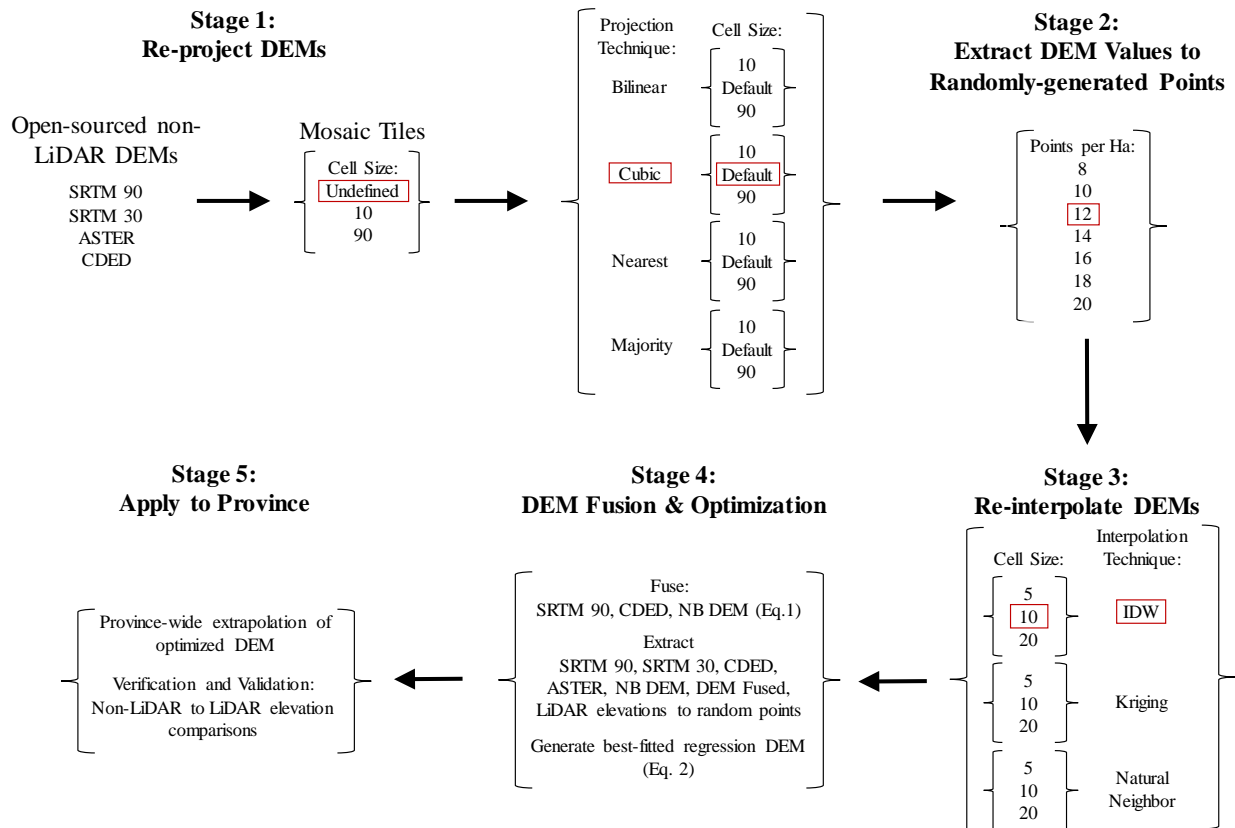 Stage 1:
Re-project DEMs
Open-sourced non-
LiDAR DEMs
SRTM 90
SRTM 30
ASTER
CDED
Mosaic Tiles
Cell Size:
Undefined
10
90
Projection
Technique:
Cell Size:
Bilinear
10
Default
90
Cubic
10
Default
90
Nearest
10
Default
90
Majority
10
Default
90
Stage 2:
Extract DEM Values to
Randomly-generated Points
Points per Ha:
8
10
12
14
16
18
20
Stage 3:
Re-interpolate DEMs
Cell Size:
Interpolation
Technique:
5
10
20
IDW
5
10
20
Kriging
5
10
20
Natural
Neighbor
Stage 4:
DEM Fusion & Optimization
Fuse:
SRTM 90, CDED, NB DEM (Eq.1)
Extract
SRTM 90, SRTM 30, CDED,
ASTER, NB DEM, DEM Fused,
LiDAR elevations to random points
Generate best-fitted regression DEM
(Eq. 2)
Stage 5:
Apply to Province
Province-wide extrapolation of
optimized DEM
Verification and Validation:
Non-LiDAR to LiDAR elevation
comparisons